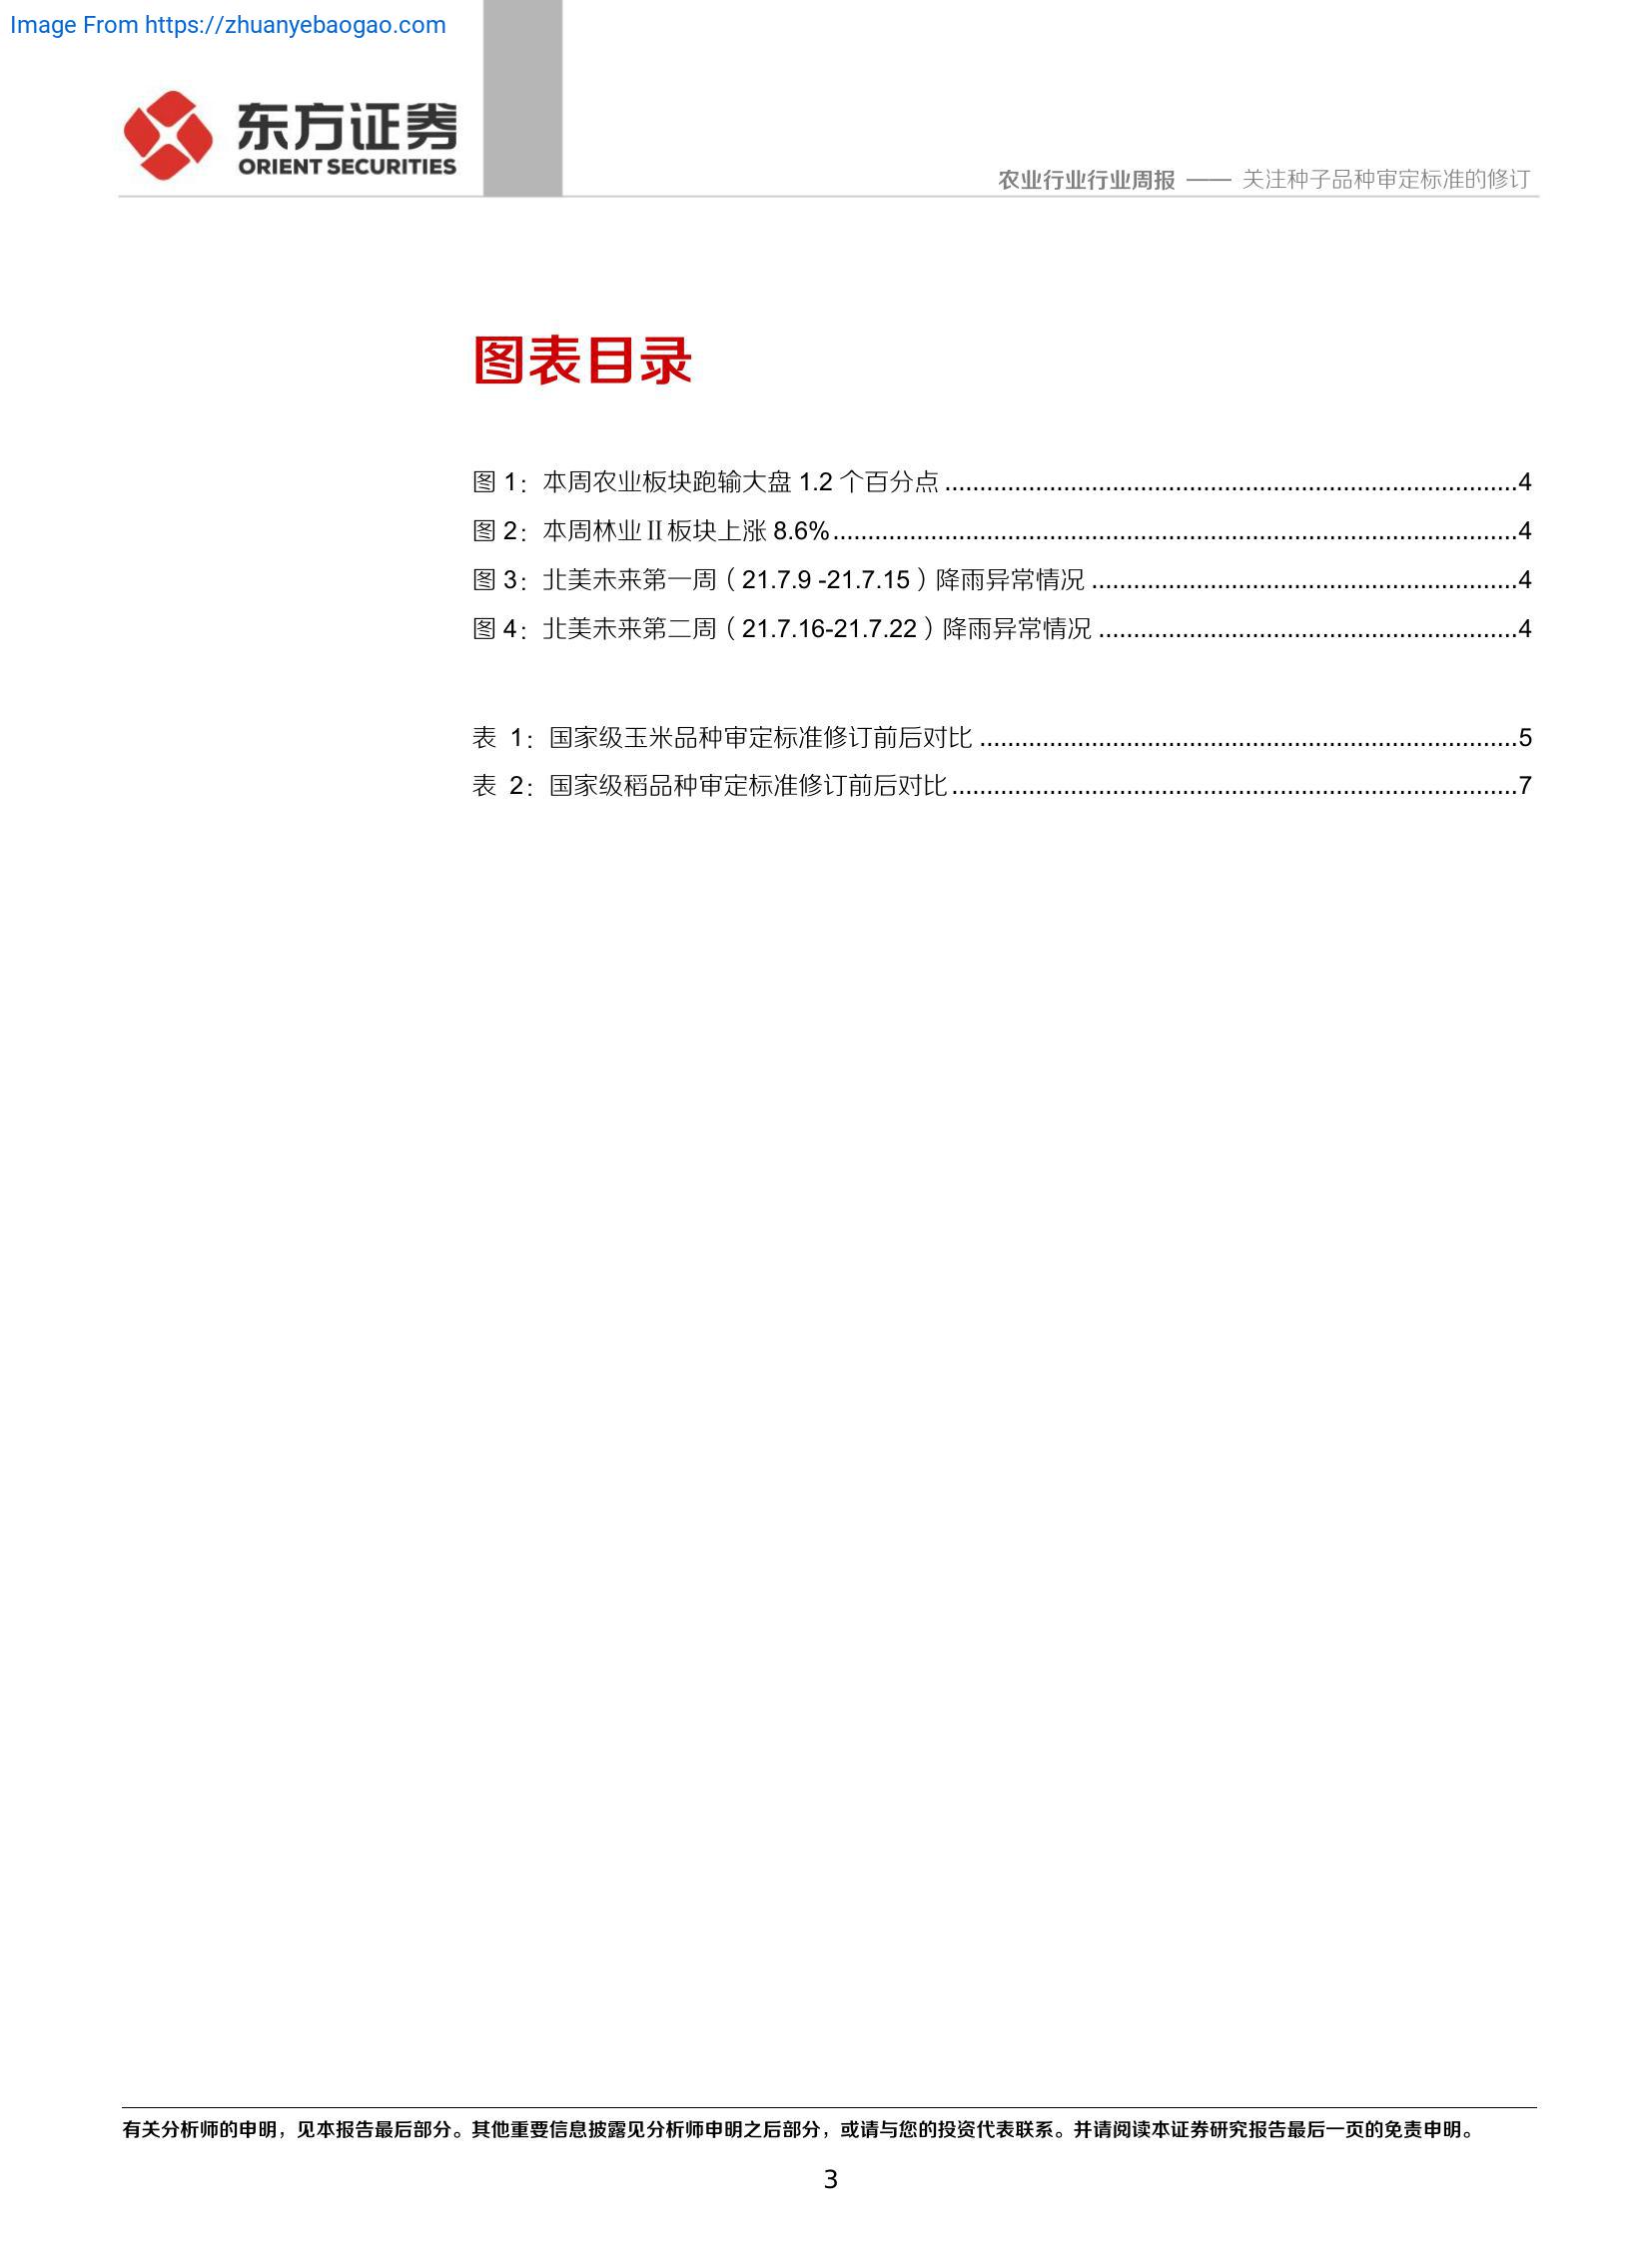 Image From https://zhuanyebaogao.com
东方证券
ORIENT SECURITIES
农业行业行业周报 —— 关注种子品种审定标准的修订
图表目录
图 1：本周农业板块跑输大盘 1.2 个百分点 ................................................................................4
图 2：本周林业Ⅱ板块上涨 8.6% ................................................................................4
图 3：北美未来第一周（21.7.9 -21.7.15）降雨异常情况 ............................................................4
图 4：北美未来第二周（21.7.16-21.7.22）降雨异常情况 ............................................................4
表 1：国家级玉米品种审定标准修订前后对比 ............................................................................5
表 2：国家级稻品种审定标准修订前后对比 ................................................................................7
有关分析师的申明，见本报告最后部分。其他重要信息披露见分析师申明之后部分，或请与您的投资代表联系。并请阅读本证券研究报告最后一页的免责申明。
3